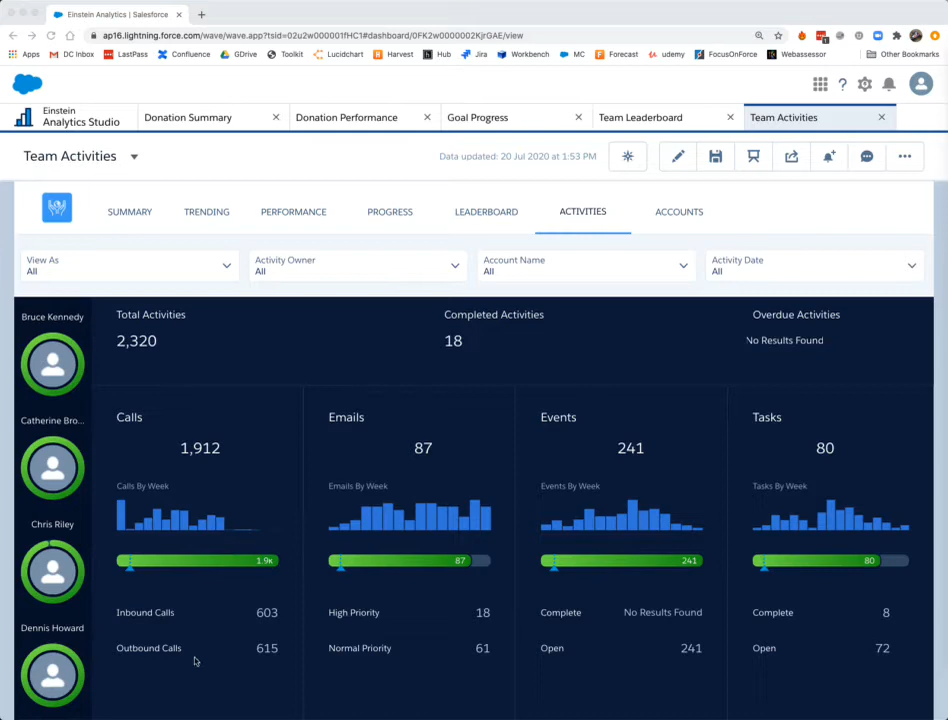 Einstein Analytics | Salesforce
ap16.lightning.force.com/wave/wave.app?tsid=02u2w000001fHC1#dashboard/0FK2w0000002KjrGAE/view
Apps DC Inbox LastPass Confluence GDrive Toolkit Lucidchart Harvest Hub Jira Workbench MC Forecast udemy FocusOnForce Webassessor Other Bookmarks
Einstein
Analytics Studio
Donation Summary Donation Performance Goal Progress Team Leaderboard Team Activities
Team Activities
Data updated: 20 Jul 2020 at 1:53 PM
SUMMARY TRENDING PERFORMANCE PROGRESS LEADERBOARD ACTIVITIES ACCOUNTS
View As Activity Owner Account Name Activity Date
All All All All
Bruce Kennedy
Catherine Bro...
Chris Riley
Dennis Howard
Total Activities Completed Activities Overdue Activities
2,320 18 No Results Found
Calls Emails Events Tasks
1,912 87 241 80
Calls By Week Emails By Week Events By Week Tasks By Week
1.9K 87 241 80
Inbound Calls 603 High Priority 18 Complete No Results Found Complete 8
Outbound Calls 615 Normal Priority 61 Open 241 Open 72